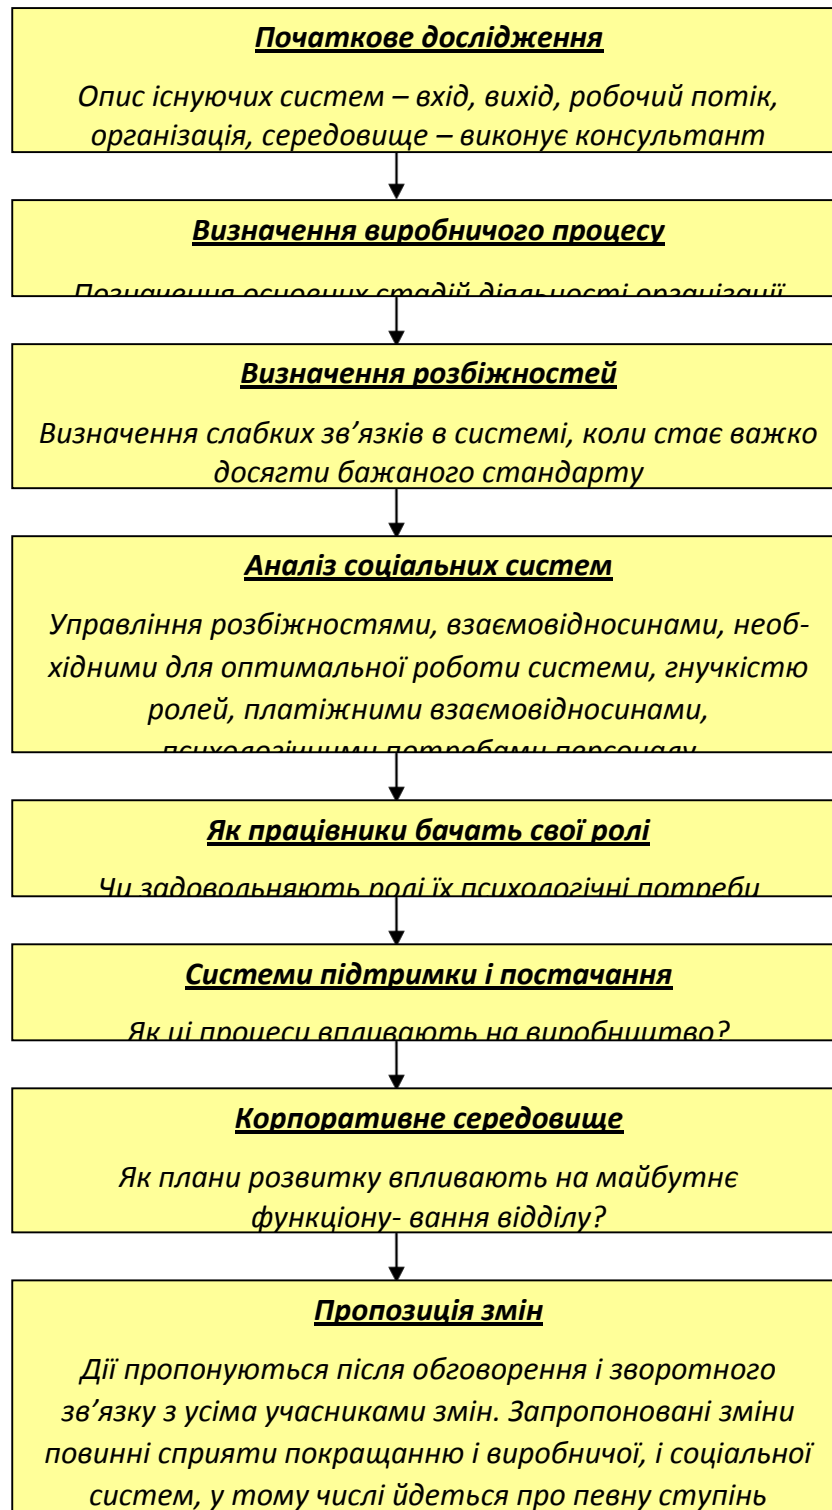 Початкове дослідження
Опис існуючих систем – вхід, вихід, робочий потік,
організація, середовище – виконує консультант
Визначення виробничого процесу
Позначення основних стадій діяльності організації
Визначення розбіжностей
Визначення слабких зв’язків в системі, коли стає важко
досягти бажаного стандарту
Аналіз соціальних систем
Управління розбіжностями, взаємовідносинами, необ-
хідними для оптимальної роботи системи, гнучкістю
ролей, платіжними взаємовідносинами,
психологічними потребами персоналу
Як працівники бачать свої ролі
Чи задовольняють ролі їх психологічні потреби
Системи підтримки і постачання
Як ці процеси впливають на виробництво?
Корпоративне середовище
Як плани розвитку впливають на майбутнє
функціону- вання відділу?
Пропозиція змін
Дії пропонуються після обговорення і зворотного
зв’язку з усіма учасниками змін. Запропоновані зміни
повинні сприяти покращанню і виробничої, і соціальної
систем, у тому числі йдеться про певну ступінь